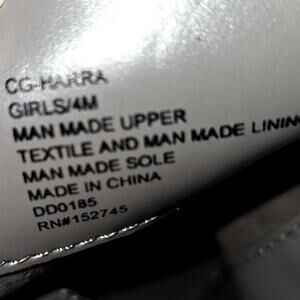 CG-HARRA
GIRLS/4M
MAN MADE UPPER
TEXTILE AND MAN MADE LINING
MAN MADE SOLE
MADE IN CHINA
DD0185
RN#152745